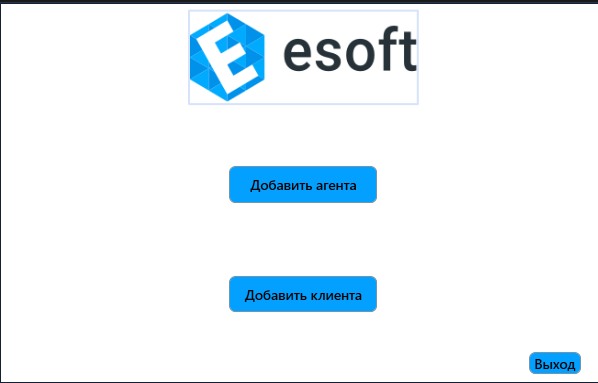 esoft
Добавить агента
Добавить клиента
Выход